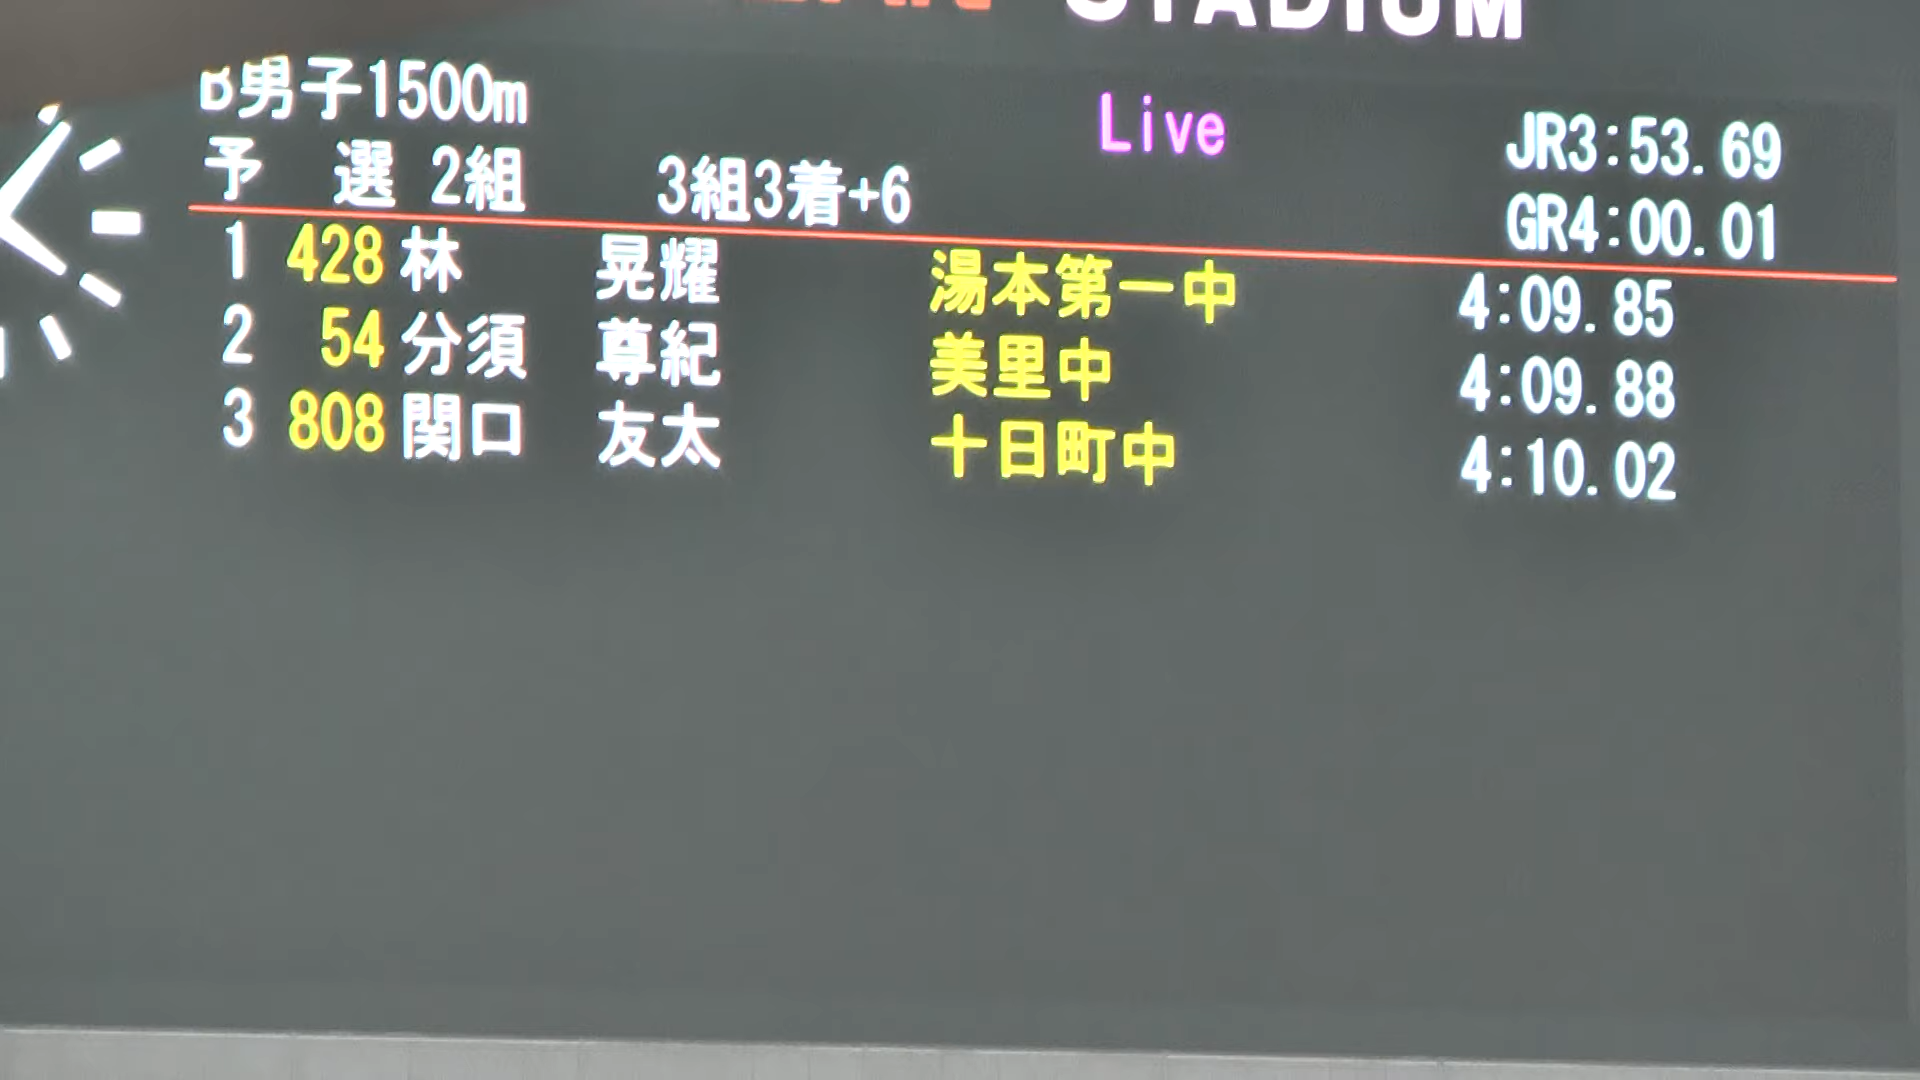 STADIUM
B男子1500m
Live
JR3:53.69
予 選 2組 3組3着+6
GR4:00.01
1 428 林 晃耀 湯本第一中 4:09.85
2 54 分須 尊紀 美里中 4:09.88
3 808 関口 友太 十日町中 4:10.02